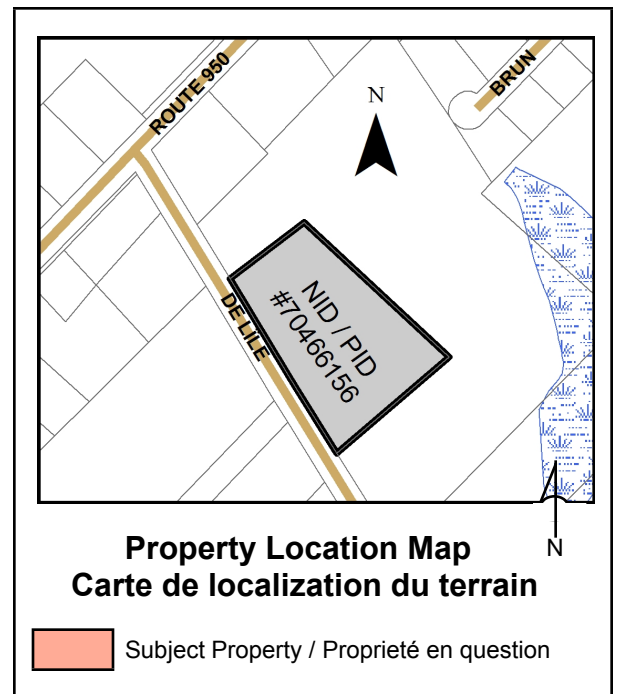 ROUTE 950
BRUN
N
DE LÍLE
NID / PID
#70466156
N
Property Location Map
Carte de localization du terrain
Subject Property / Proprieté en question